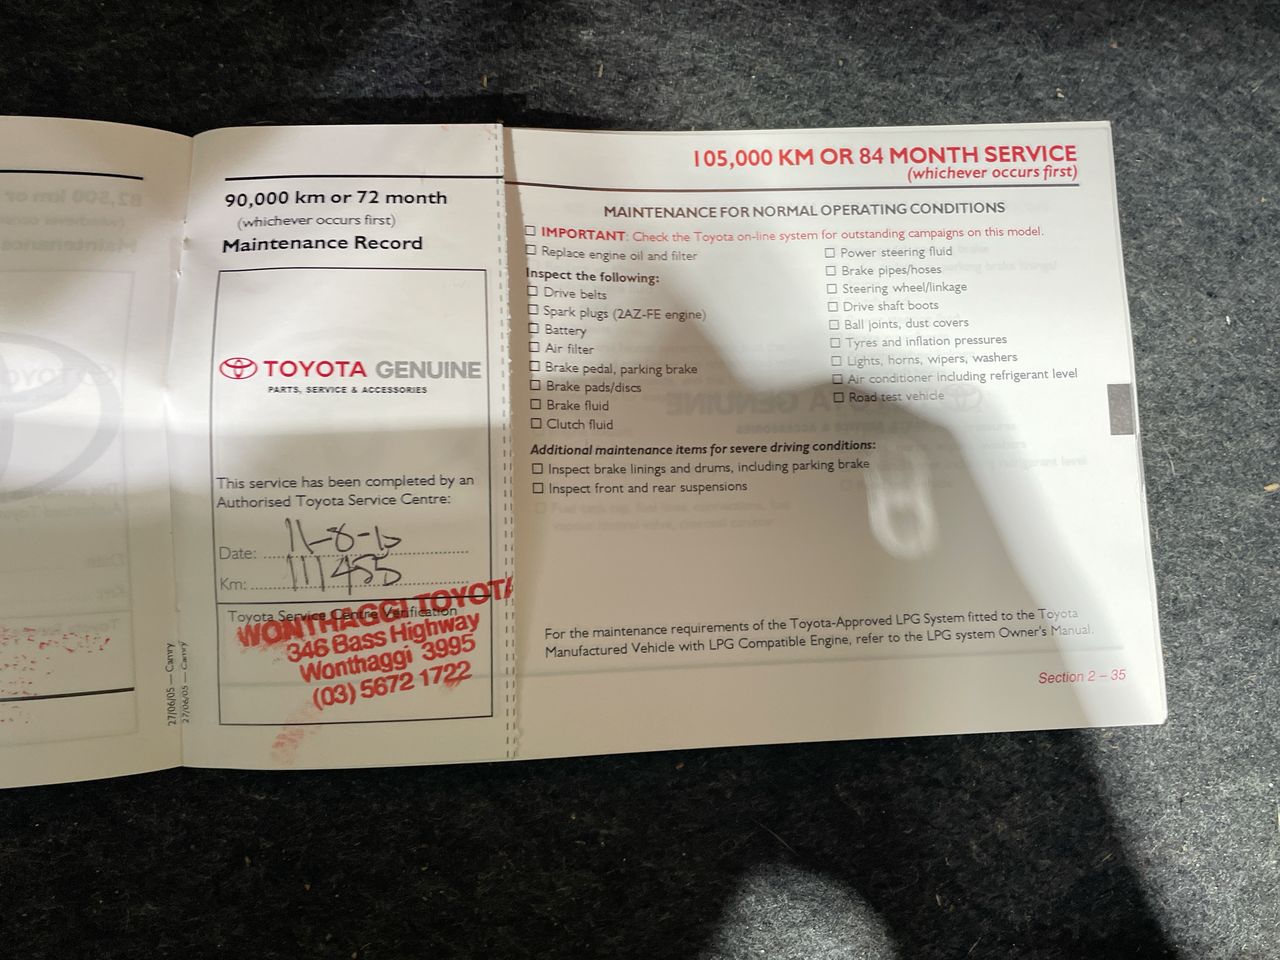 90,000 km or 72 month
(whichever occurs first)
Maintenance Record
TOYOTA GENUINE
PARTS, SERVICE & ACCESSORIES
This service has been completed by an
Authorised Toyota Service Centre:
Date:
Km: 111455
Toyota Service Centre Verification
WONTHAGGI TOYOTA
346 Bass Highway
Wonthaggi 3995
(03) 5672 1722
27/06/05 — Camry
27/06/05 — Camry
105,000 KM OR 84 MONTH SERVICE
(whichever occurs first)
MAINTENANCE FOR NORMAL OPERATING CONDITIONS
IMPORTANT: Check the Toyota on-line system for outstanding campaigns on this model.
Replace engine oil and filter
Inspect the following:
Drive belts
Spark plugs (2AZ-FE engine)
Battery
Air filter
Brake pedal, parking brake
Brake pads/discs
Brake fluid
Clutch fluid
Power steering fluid
Brake pipes/hoses
Steering wheel/linkage
Drive shaft boots
Ball joints, dust covers
Tyres and inflation pressures
Lights, horns, wipers, washers
Air conditioner including refrigerant level
Road test vehicle
Additional maintenance items for severe driving conditions:
Inspect brake linings and drums, including parking brake
Inspect front and rear suspensions
For the maintenance requirements of the Toyota-Approved LPG System fitted to the Toyota
Manufactured Vehicle with LPG Compatible Engine, refer to the LPG system Owner's Manual.
Section 2 – 35